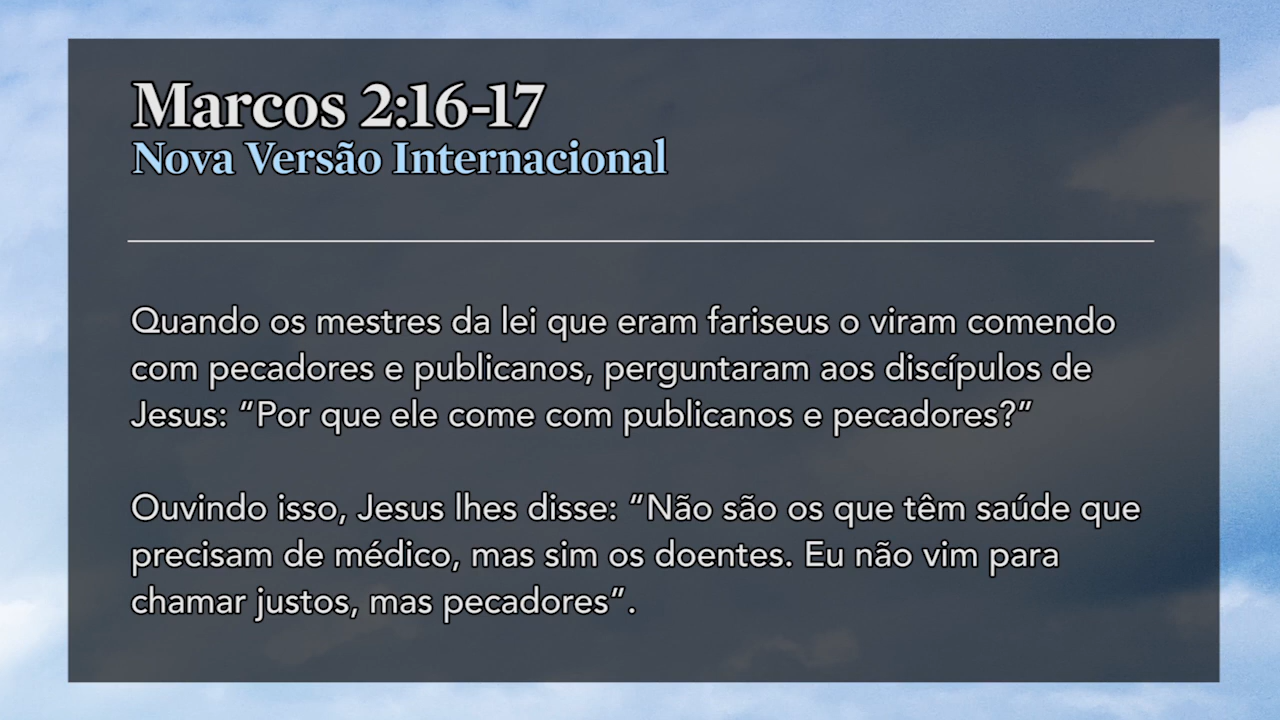 Marcos 2:16-17
Nova Versão Internacional
Quando os mestres da lei que eram fariseus o viram comendo
com pecadores e publicanos, perguntaram aos discípulos de
Jesus: “Por que ele come com publicanos e pecadores?”
Ouvindo isso, Jesus lhes disse: “Não são os que têm saúde que
precisam de médico, mas sim os doentes. Eu não vim para
chamar justos, mas pecadores”.